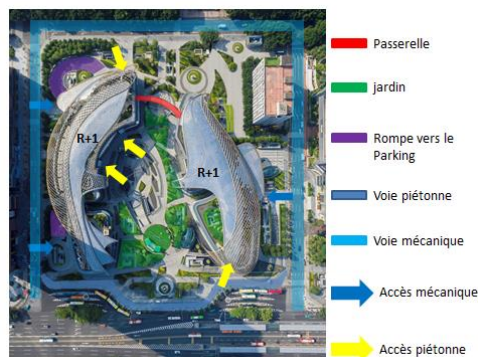 R+1
R+1
Passerelle
jardin
Rompe vers le
Parking
Voie piétonne
Voie mécanique
Accès mécanique
Accès piétonne